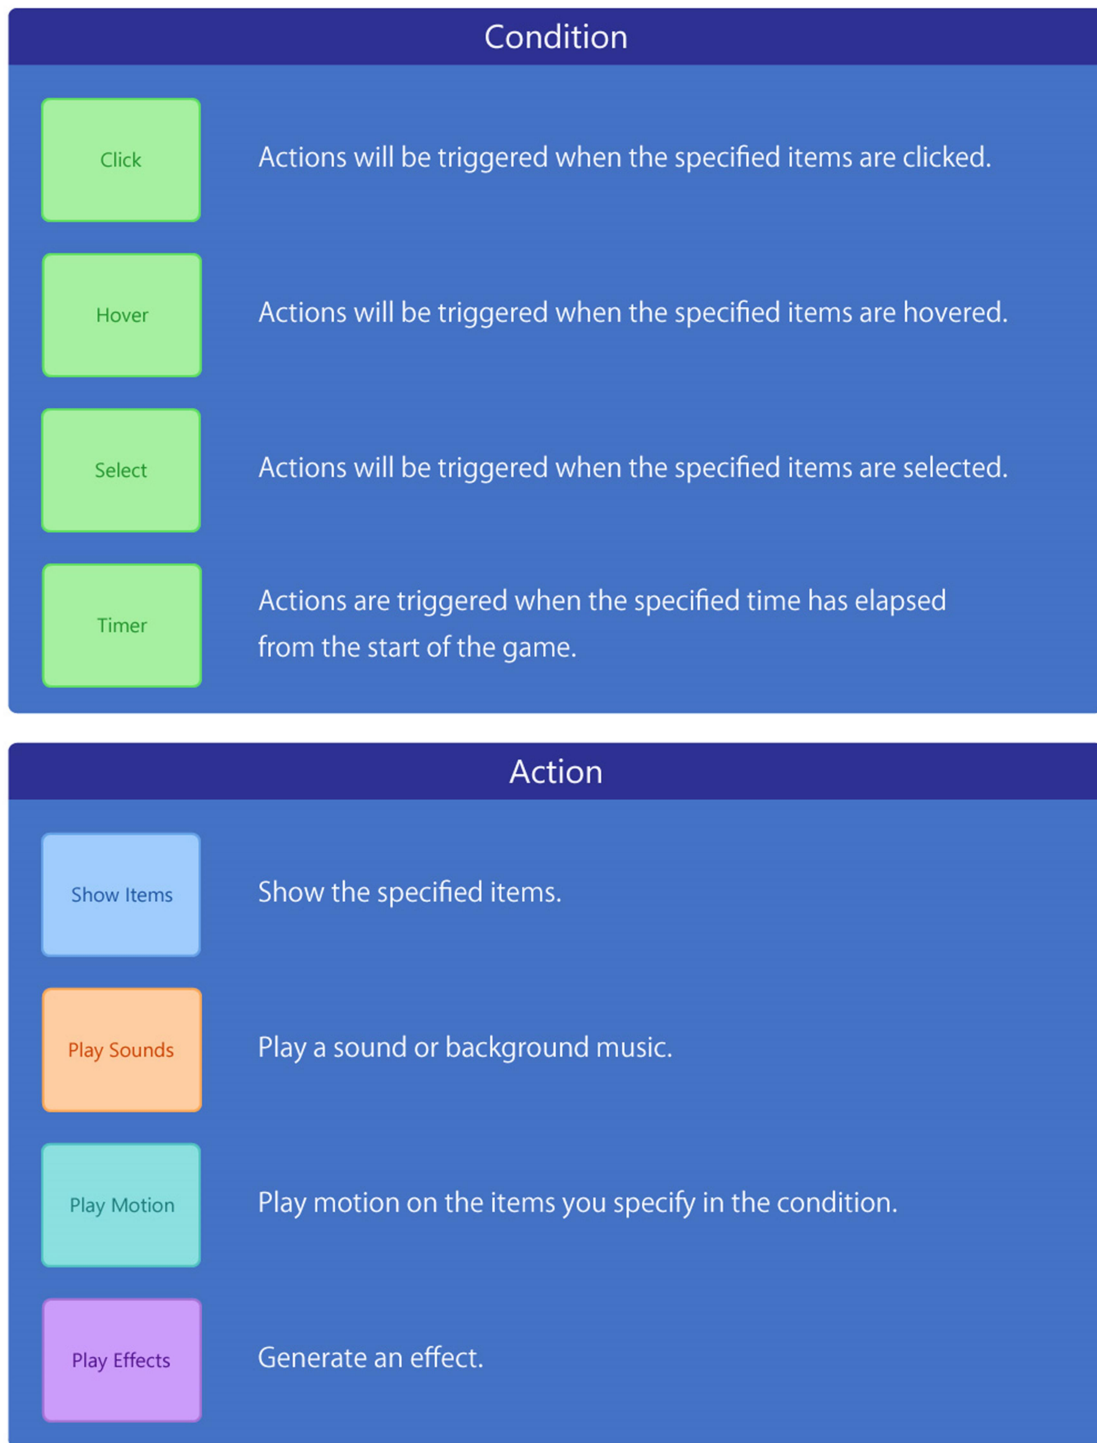 Condition
Click
Actions will be triggered when the specified items are clicked.
Hover
Actions will be triggered when the specified items are hovered.
Select
Actions will be triggered when the specified items are selected.
Timer
Actions are triggered when the specified time has elapsed
from the start of the game.
Action
Show Items
Show the specified items.
Play Sounds
Play a sound or background music.
Play Motion
Play motion on the items you specify in the condition.
Play Effects
Generate an effect.